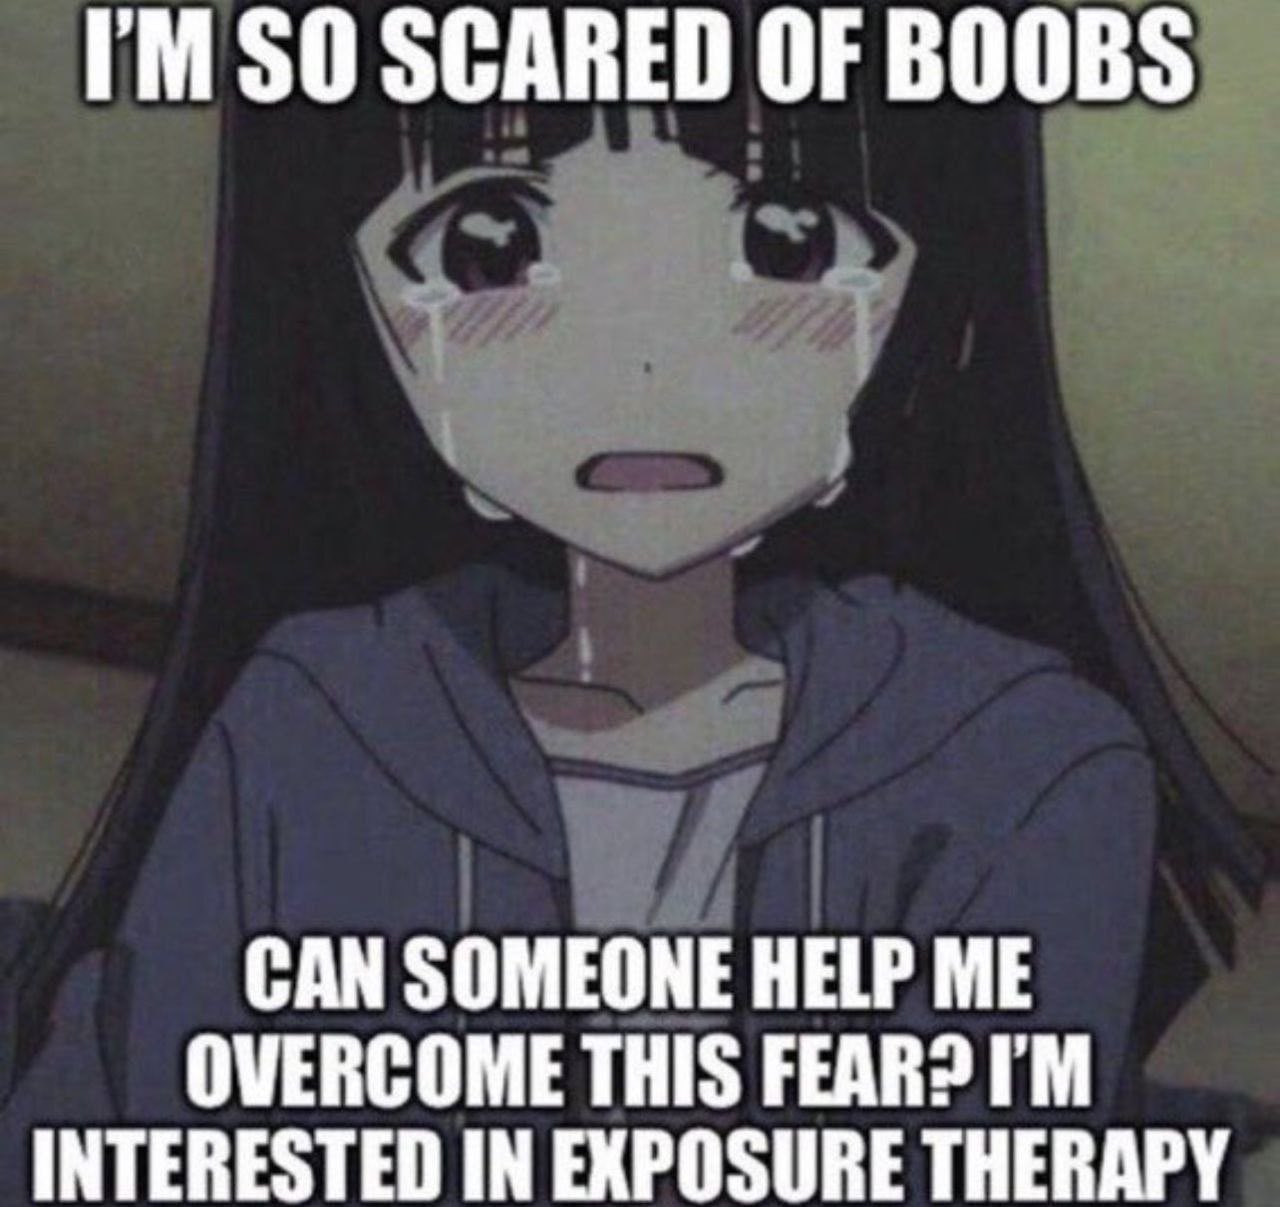 I'M SO SCARED OF BOOBS
CAN SOMEONE HELP ME
OVERCOME THIS FEAR? I'M
INTERESTED IN EXPOSURE THERAPY